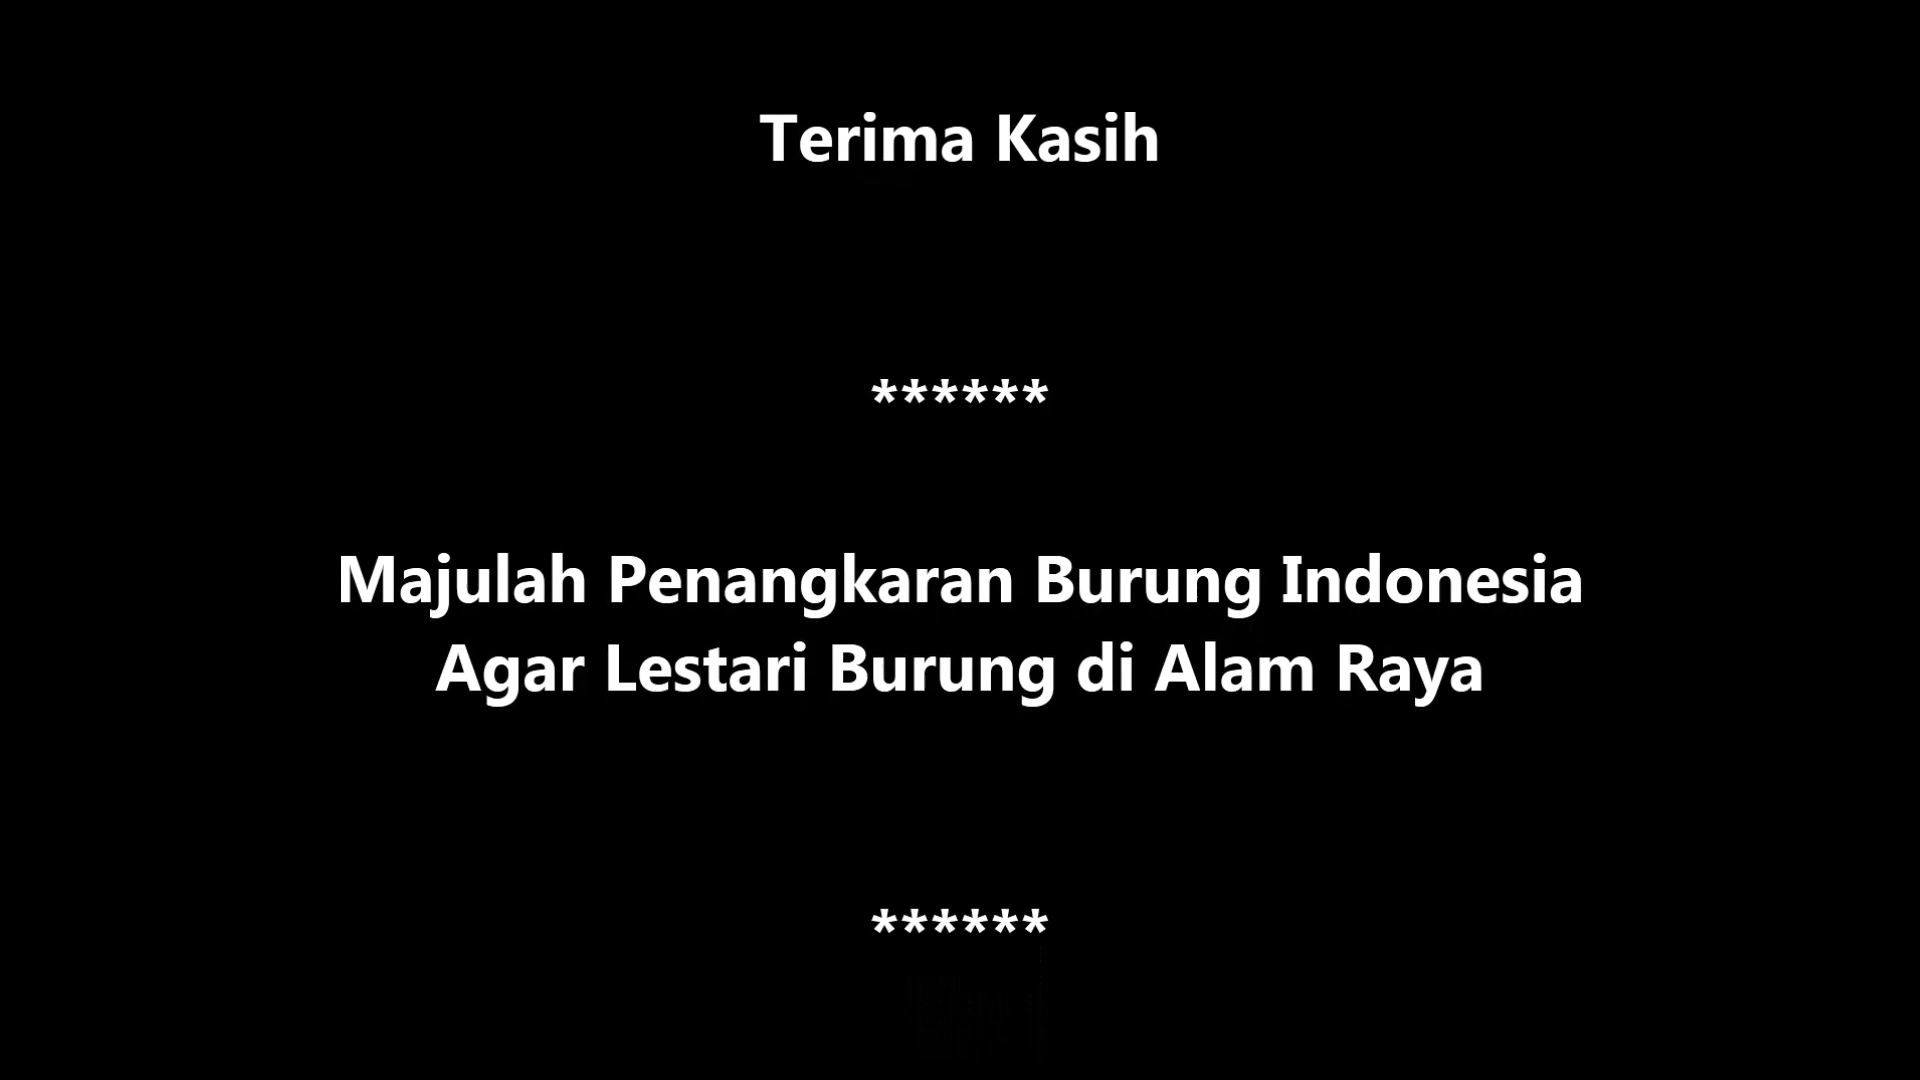 Terima Kasih
******
Majulah Penangkaran Burung Indonesia
Agar Lestari Burung di Alam Raya
******